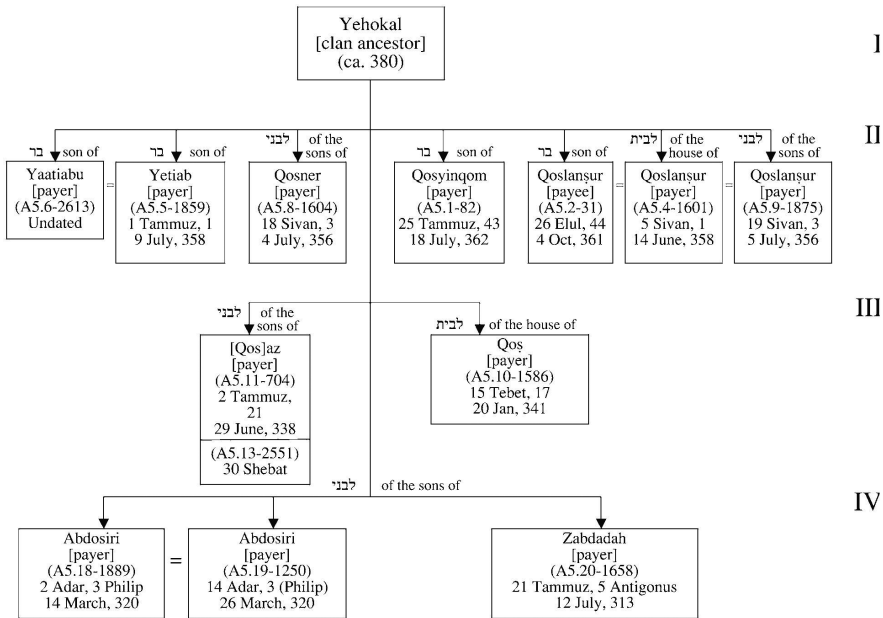 Yehokal
[clan ancestor]
(ca. 380)
I
II
בר son of
בר son of
לבני of the
sons of
בר son of
בר son of
לבית of the
house of
לבני of the
sons of
Yaatiabu
[payer]
(A5.6-2613)
Undated
=
Yetiab
[payer]
(A5.5-1859)
1 Tammuz, 1
9 July, 358
Qosner
[payer]
(A5.8-1604)
18 Sivan, 3
4 July, 356
Qosyinqom
[payer]
(A5.1-82)
25 Tammuz, 43
18 July, 362
Qoslanṣur
[payee]
(A5.2-31)
26 Elul, 44
4 Oct, 361
=
Qoslanṣur
[payer]
(A5.4-1601)
5 Sivan, 1
14 June, 358
=
Qoslanṣur
[payer]
(A5.9-1875)
19 Sivan, 3
5 July, 356
III
לבני of the
sons of
לבית of the house of
[Qos]az
[payer]
(A5.11-704)
2 Tammuz,
21
29 June, 338
(A5.13-2551)
30 Shebat
Qoṣ
[payer]
(A5.10-1586)
15 Tebet, 17
20 Jan, 341
לבני of the sons of
IV
Abdosiri
[payer]
(A5.18-1889)
2 Adar, 3 Philip
14 March, 320
=
Abdosiri
[payer]
(A5.19-1250)
14 Adar, 3 (Philip)
26 March, 320
Zabdadah
[payer]
(A5.20-1658)
21 Tammuz, 5 Antigonus
12 July, 313